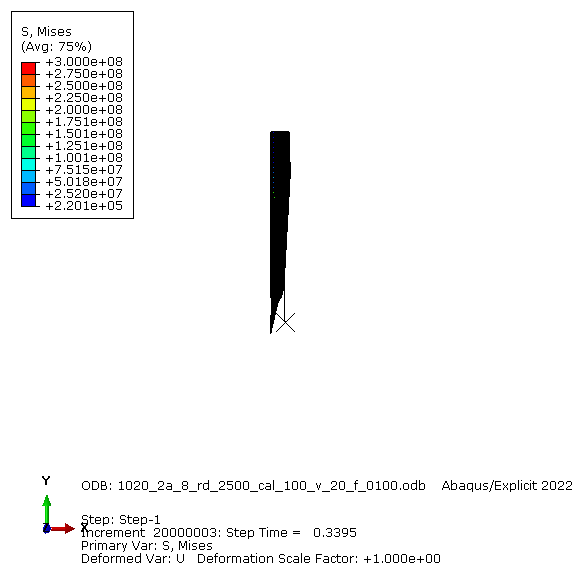 S, Mises
(Avg: 75%)
+3.000e+08
+2.750e+08
+2.500e+08
+2.250e+08
+2.000e+08
+1.751e+08
+1.501e+08
+1.251e+08
+1.001e+08
+7.515e+07
+5.018e+07
+2.520e+07
+2.201e+05
Y
Z X
ODB: 1020_2a_8_rd_2500_cal_100_v_20_f_0100.odb Abaqus/Explicit 2022
Step: Step-1
Increment 20000003: Step Time = 0.3395
Primary Var: S, Mises
Deformed Var: U Deformation Scale Factor: +1.000e+00